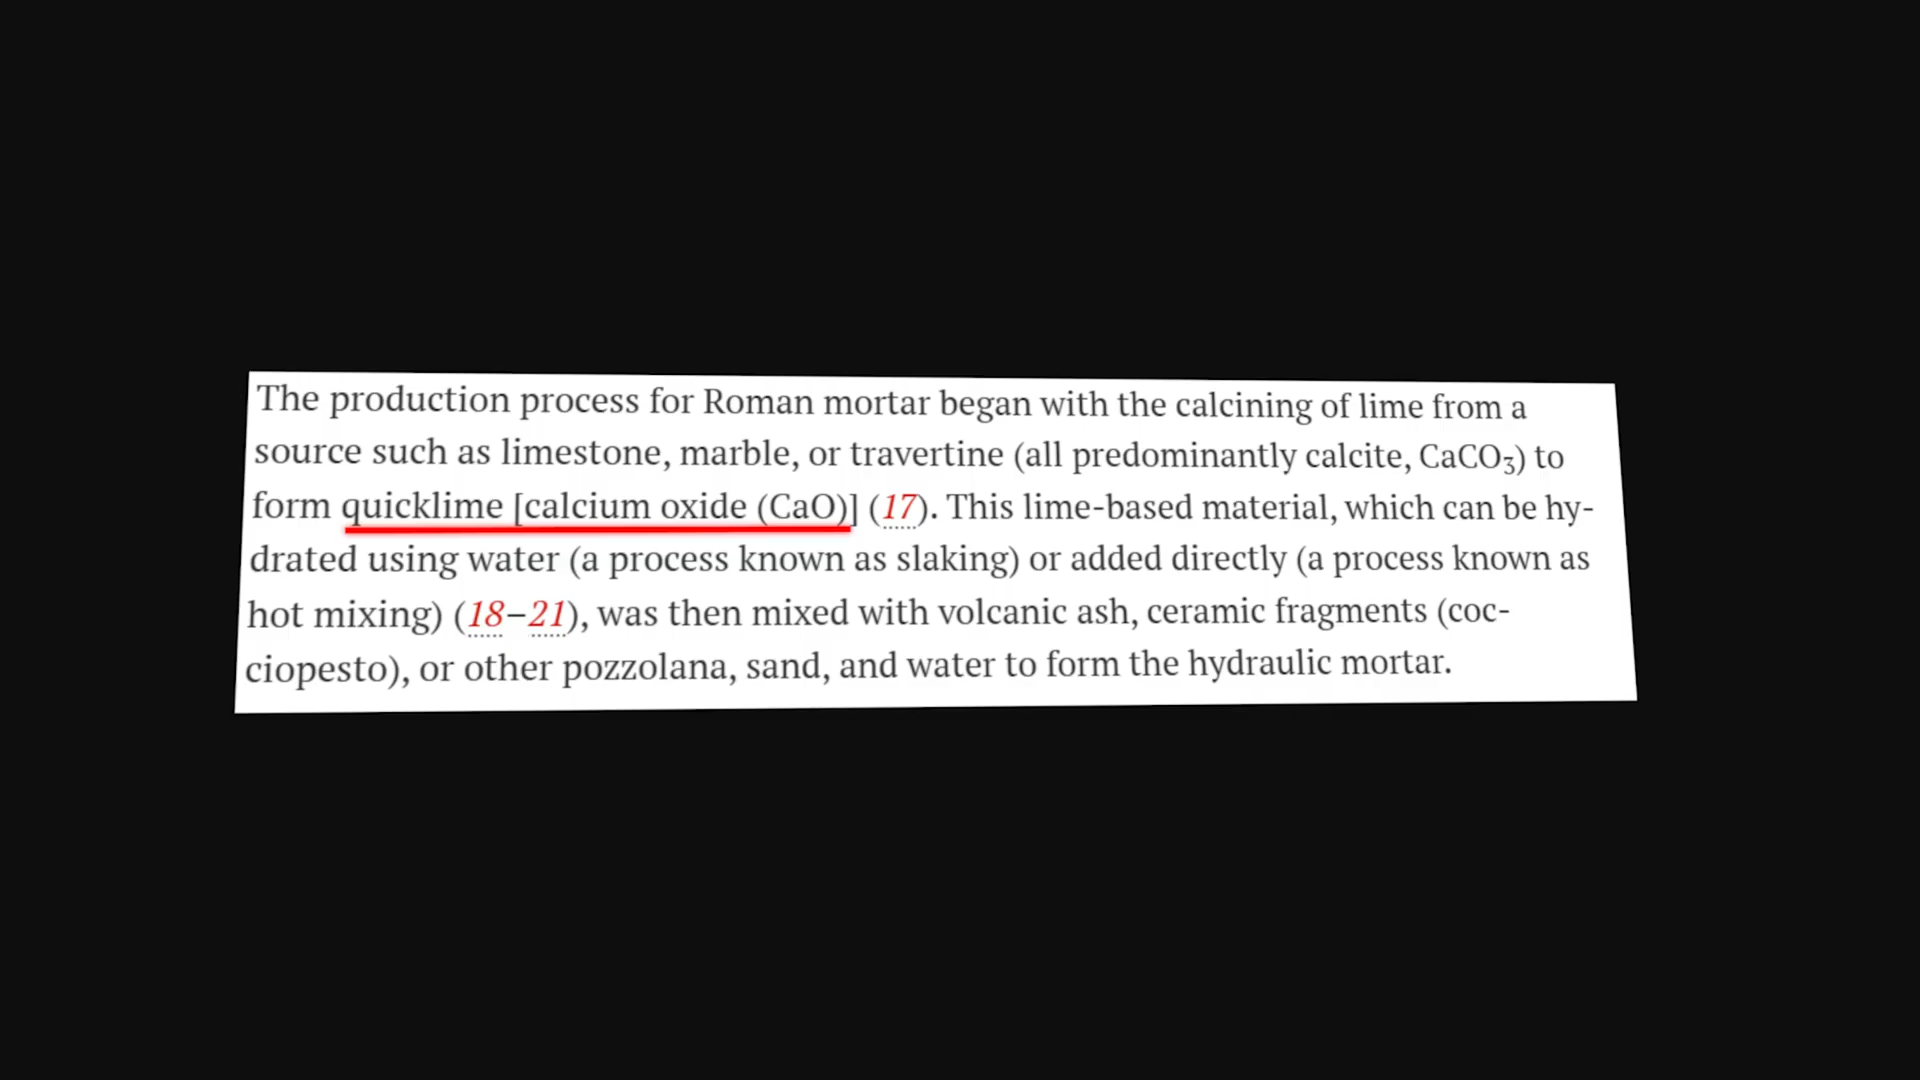 The production process for Roman mortar began with the calcining of lime from a
source such as limestone, marble, or travertine (all predominantly calcite, CaCO₃) to
form quicklime [calcium oxide (CaO)] (17). This lime-based material, which can be hy-
drated using water (a process known as slaking) or added directly (a process known as
hot mixing) (18–21), was then mixed with volcanic ash, ceramic fragments (coc-
ciopesto), or other pozzolana, sand, and water to form the hydraulic mortar.